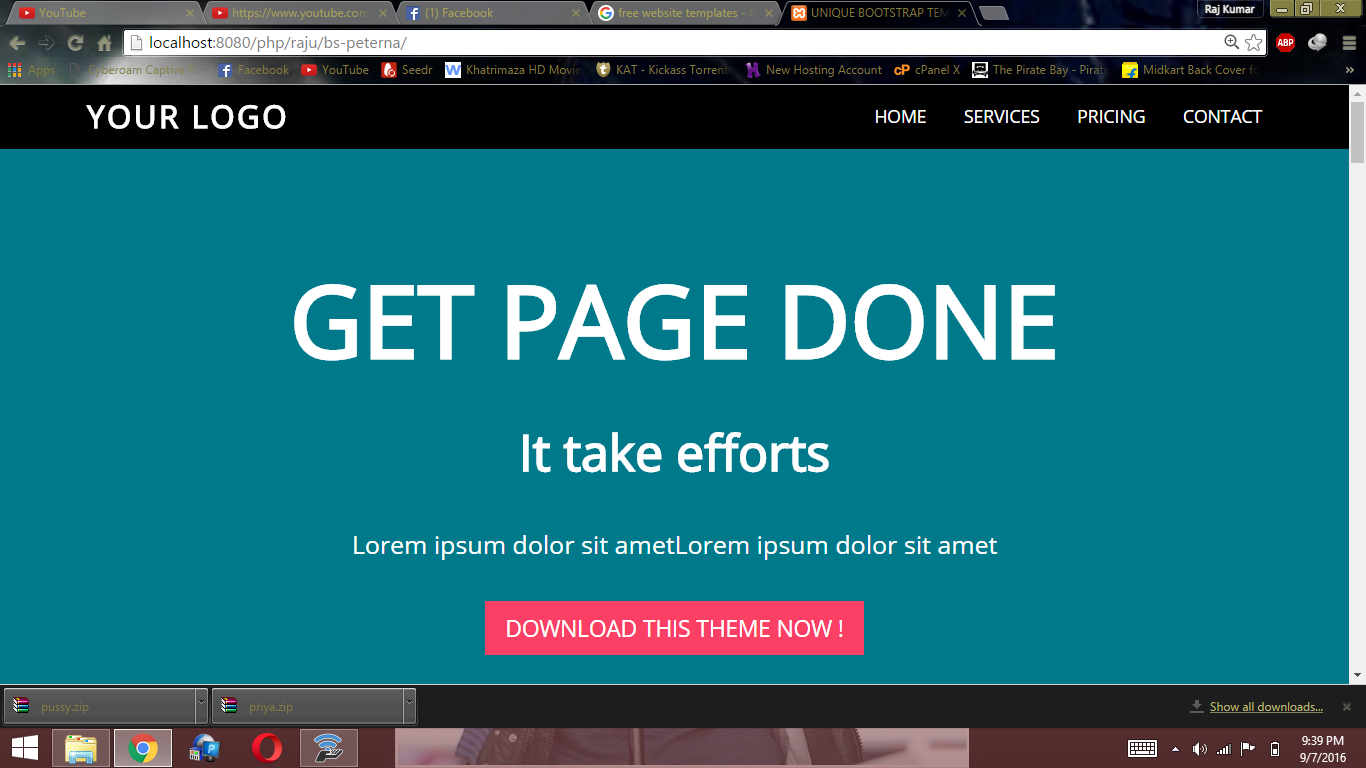 YouTube https://www.youtube.com (1) Facebook free website templates - G UNIQUE BOOTSTRAP TEM Raj Kumar
localhost:8080/php/raju/bs-peterna/ ABP
Apps Cyberoam Captive Facebook YouTube Seedr W Khatrimaza HD Movie KAT - Kickass Torrent New Hosting Account cP cPanel X The Pirate Bay - Pirate Midkart Back Cover fo »
YOUR LOGO HOME SERVICES PRICING CONTACT
GET PAGE DONE
It take efforts
Lorem ipsum dolor sit ametLorem ipsum dolor sit amet
DOWNLOAD THIS THEME NOW !
pussy.zip priya.zip Show all downloads...
9:39 PM
9/7/2016